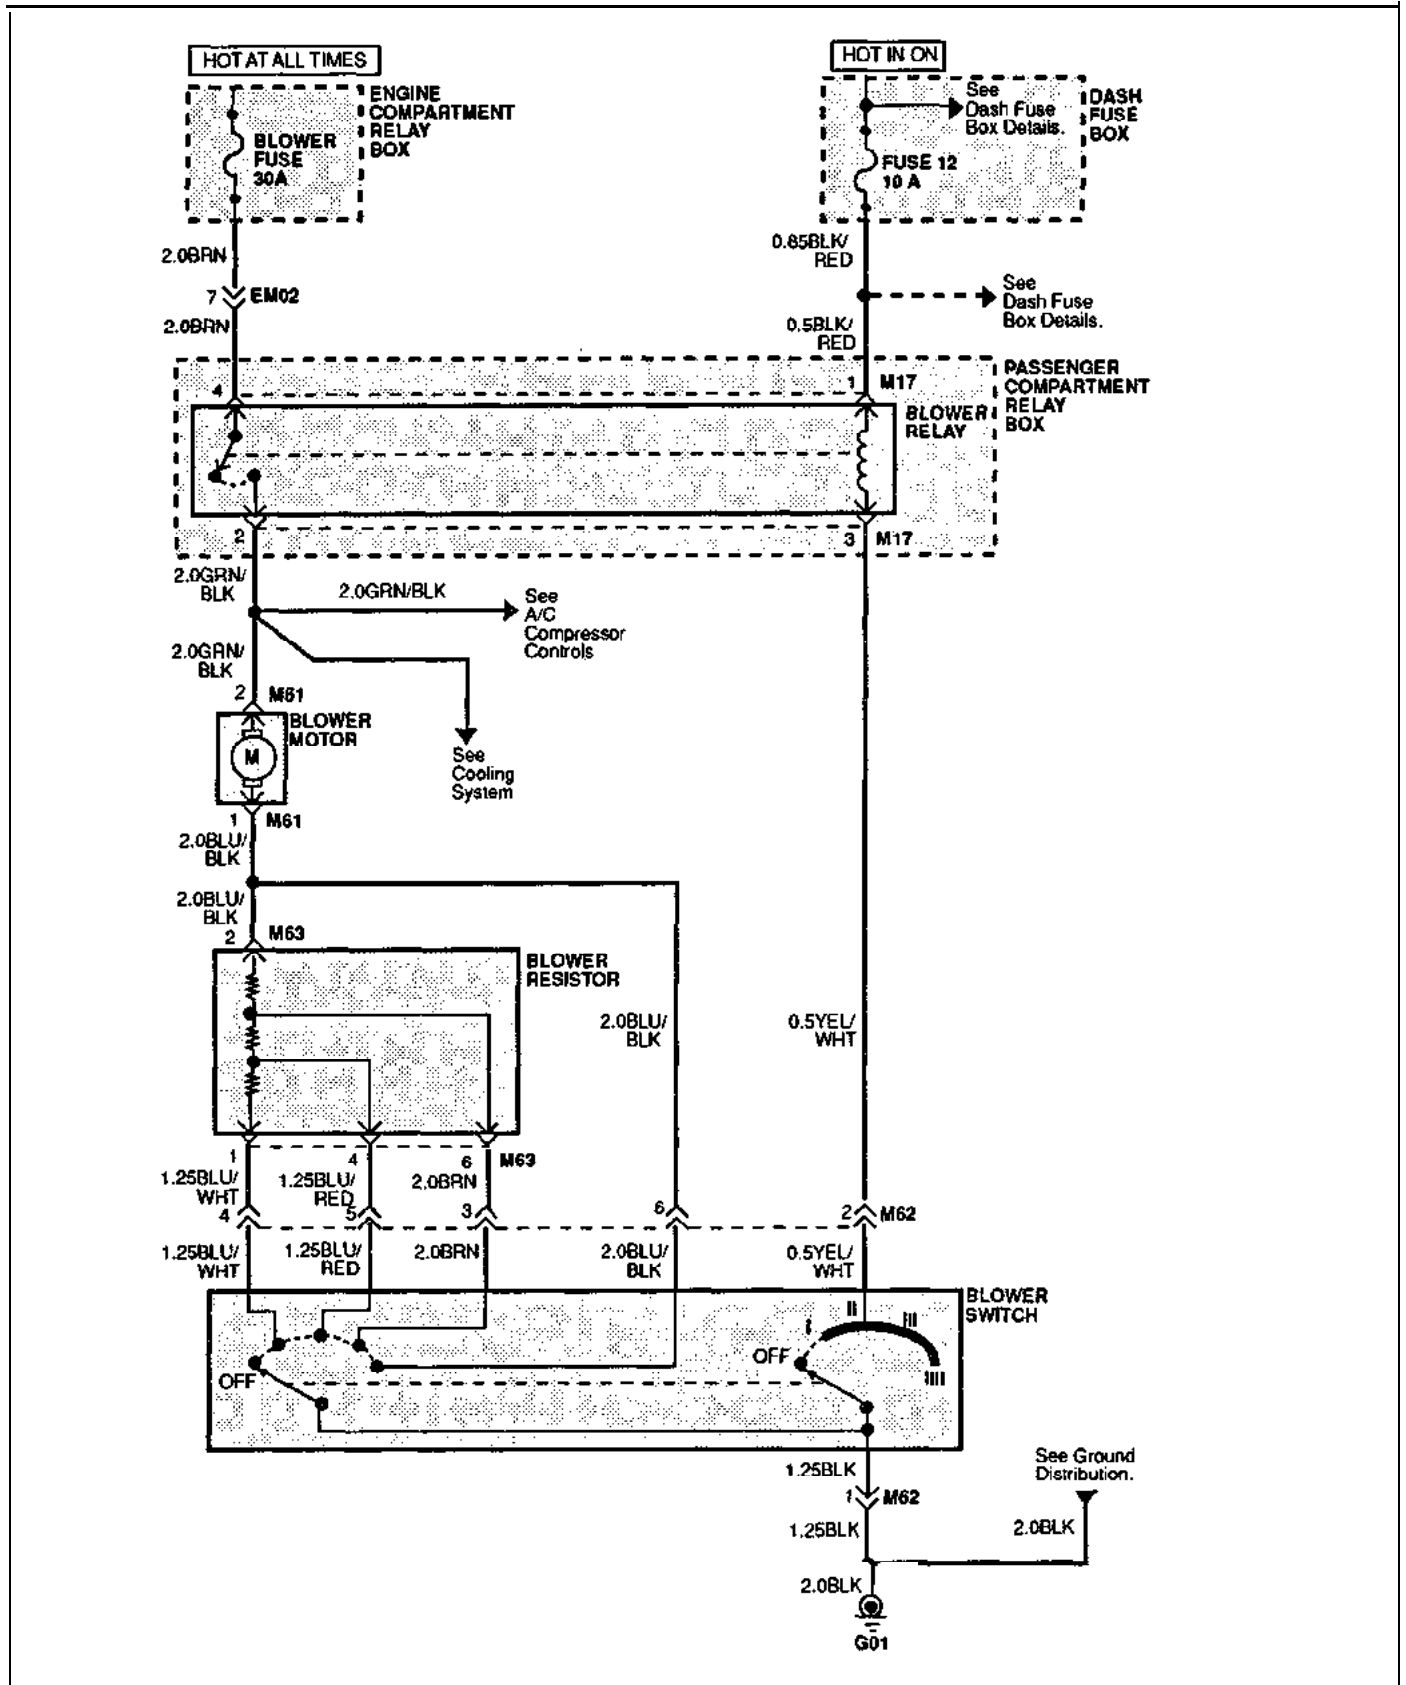 HOT AT ALL TIMES
HOT IN ON
ENGINE
COMPARTMENT
RELAY
BOX
BLOWER
FUSE
30A
See
Dash Fuse
Box Details.
DASH
FUSE
BOX
FUSE 12
10 A
2.0BRN
0.85BLK/
RED
7
EM02
See
Dash Fuse
Box Details.
2.0BRN
0.5BLK/
RED
4
1
M17
PASSENGER
COMPARTMENT
RELAY
BOX
BLOWER
RELAY
2
3
M17
2.0GRN/
BLK
2.0GRN/BLK
See
A/C
Compressor
Controls
2.0GRN/
BLK
2
M61
BLOWER
MOTOR
M
See
Cooling
System
1
M61
2.0BLU/
BLK
2.0BLU/
BLK
2
M63
BLOWER
RESISTOR
2.0BLU/
BLK
0.5YEL/
WHT
1
4
6
M63
1.25BLU/
WHT
1.25BLU/
RED
2.0BRN
4
5
3
6
2
M62
1.25BLU/
WHT
1.25BLU/
RED
2.0BRN
2.0BLU/
BLK
0.5YEL/
WHT
BLOWER
SWITCH
I
II
III
IIII
OFF
OFF
1.25BLK
See Ground
Distribution.
1
M62
1.25BLK
2.0BLK
2.0BLK
G01